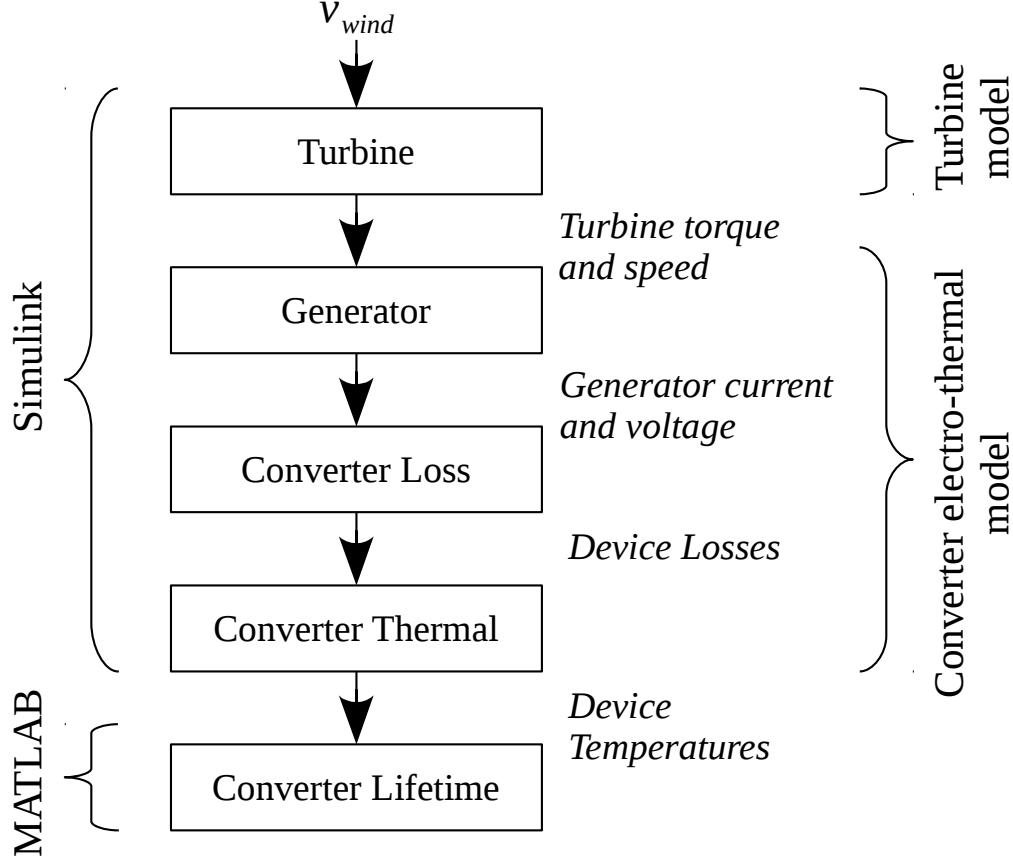 v wind
Turbine
Turbine torque
and speed
Generator
Generator current
and voltage
Converter Loss
Device Losses
Converter Thermal
Device
Temperatures
Converter Lifetime
Simulink
MATLAB
Turbine
model
Converter electro-thermal
model